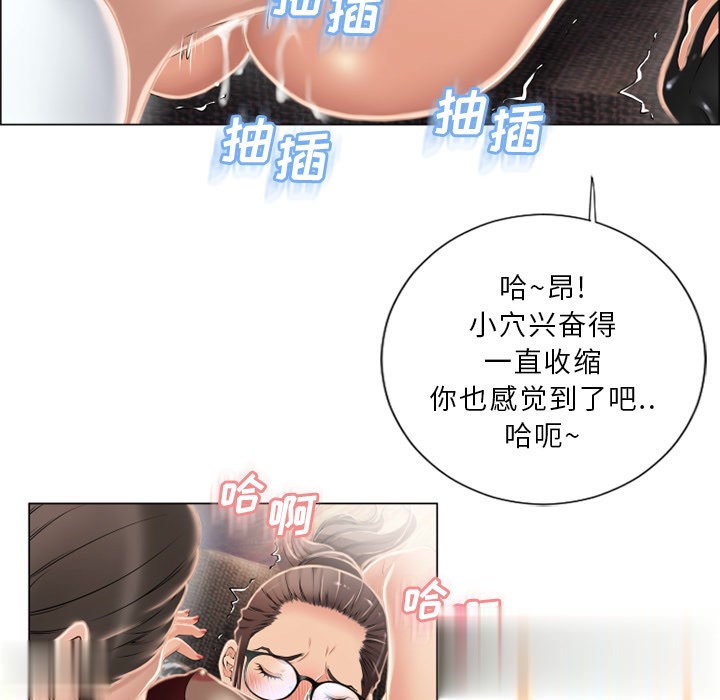 抽插
抽插
抽插
哈~昂!
小穴兴奋得
一直收缩
你也感觉到了吧..
哈呃~
哈啊
哈